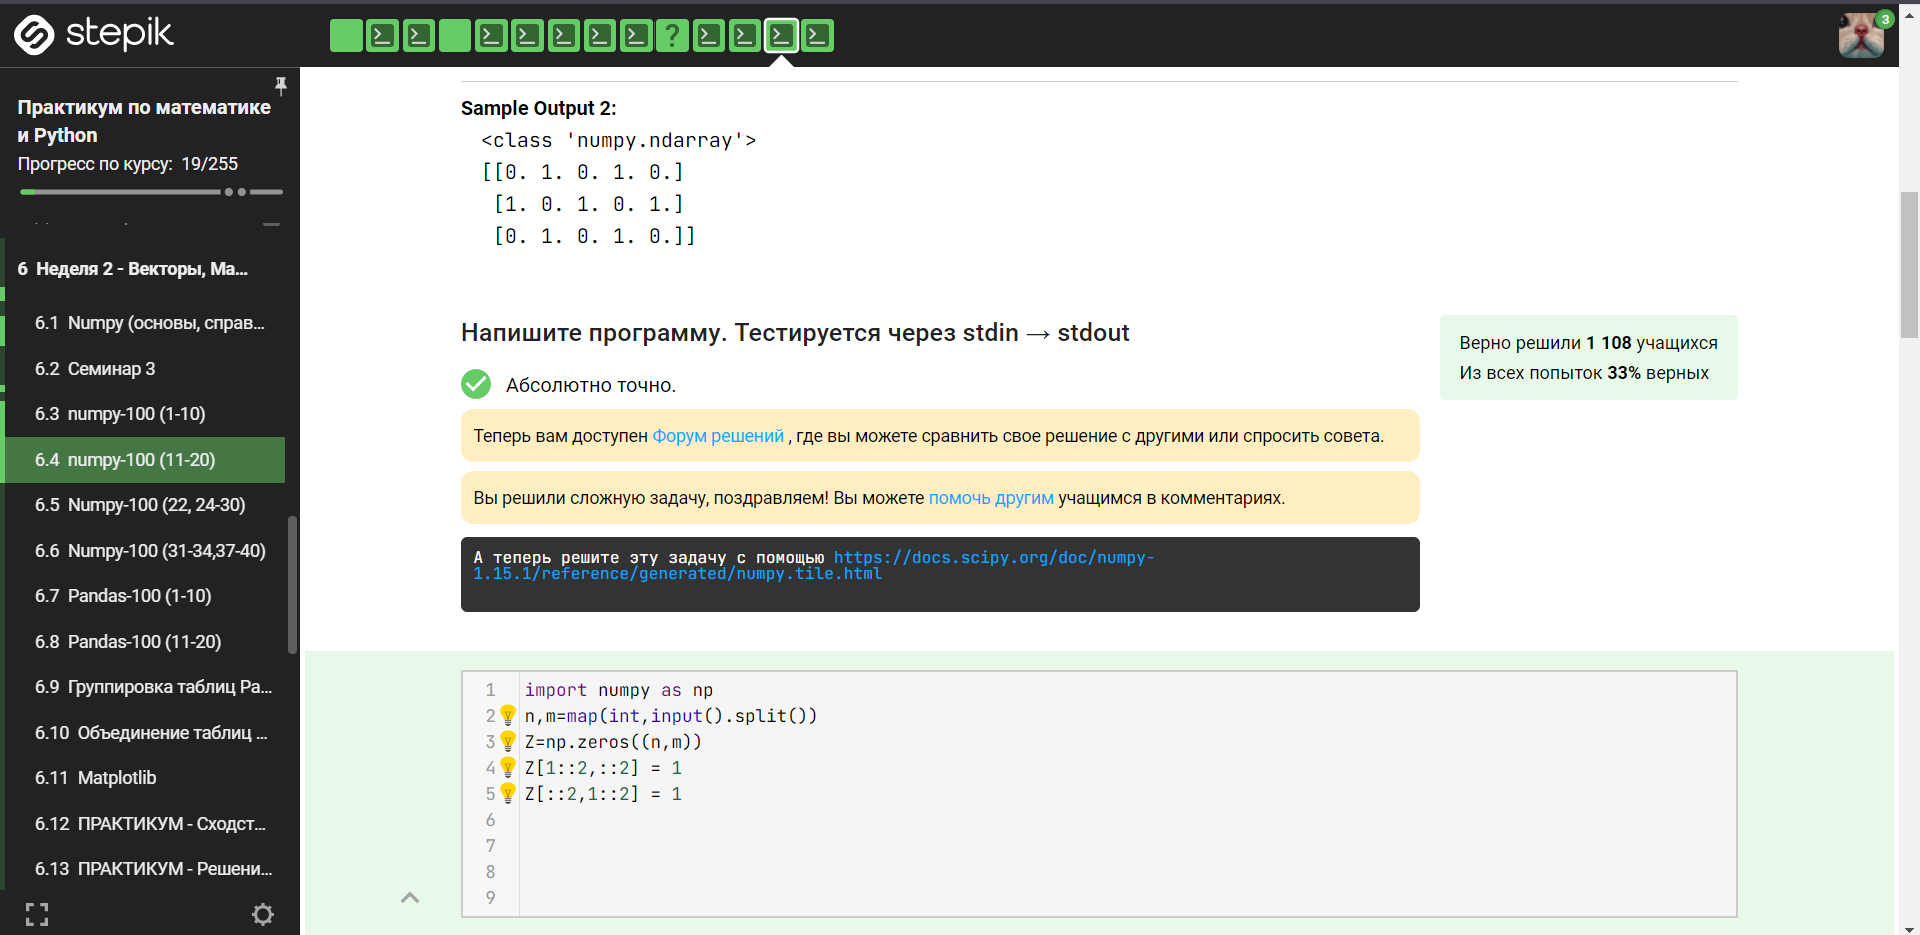 stepik
?
3
Практикум по математике
и Python
Прогресс по курсу: 19/255
6 Неделя 2 - Векторы, Ма...
6.1 Numpy (основы, справ...
6.2 Семинар 3
6.3 numpy-100 (1-10)
6.4 numpy-100 (11-20)
6.5 Numpy-100 (22, 24-30)
6.6 Numpy-100 (31-34,37-40)
6.7 Pandas-100 (1-10)
6.8 Pandas-100 (11-20)
6.9 Группировка таблиц Pa...
6.10 Объединение таблиц ...
6.11 Matplotlib
6.12 ПРАКТИКУМ - Сходст...
6.13 ПРАКТИКУМ - Решени...
Sample Output 2:
<class 'numpy.ndarray'>
[[0. 1. 0. 1. 0.]
[1. 0. 1. 0. 1.]
[0. 1. 0. 1. 0.]]
Напишите программу. Тестируется через stdin → stdout
Верно решили 1 108 учащихся
Из всех попыток 33% верных
Абсолютно точно.
Теперь вам доступен Форум решений , где вы можете сравнить свое решение с другими или спросить совета.
Вы решили сложную задачу, поздравляем! Вы можете помочь другим учащимся в комментариях.
А теперь решите эту задачу с помощью https://docs.scipy.org/doc/numpy-
1.15.1/reference/generated/numpy.tile.html
1 import numpy as np
2 n,m=map(int,input().split())
3 Z=np.zeros((n,m))
4 Z[1::2,::2] = 1
5 Z[::2,1::2] = 1
6
7
8
9